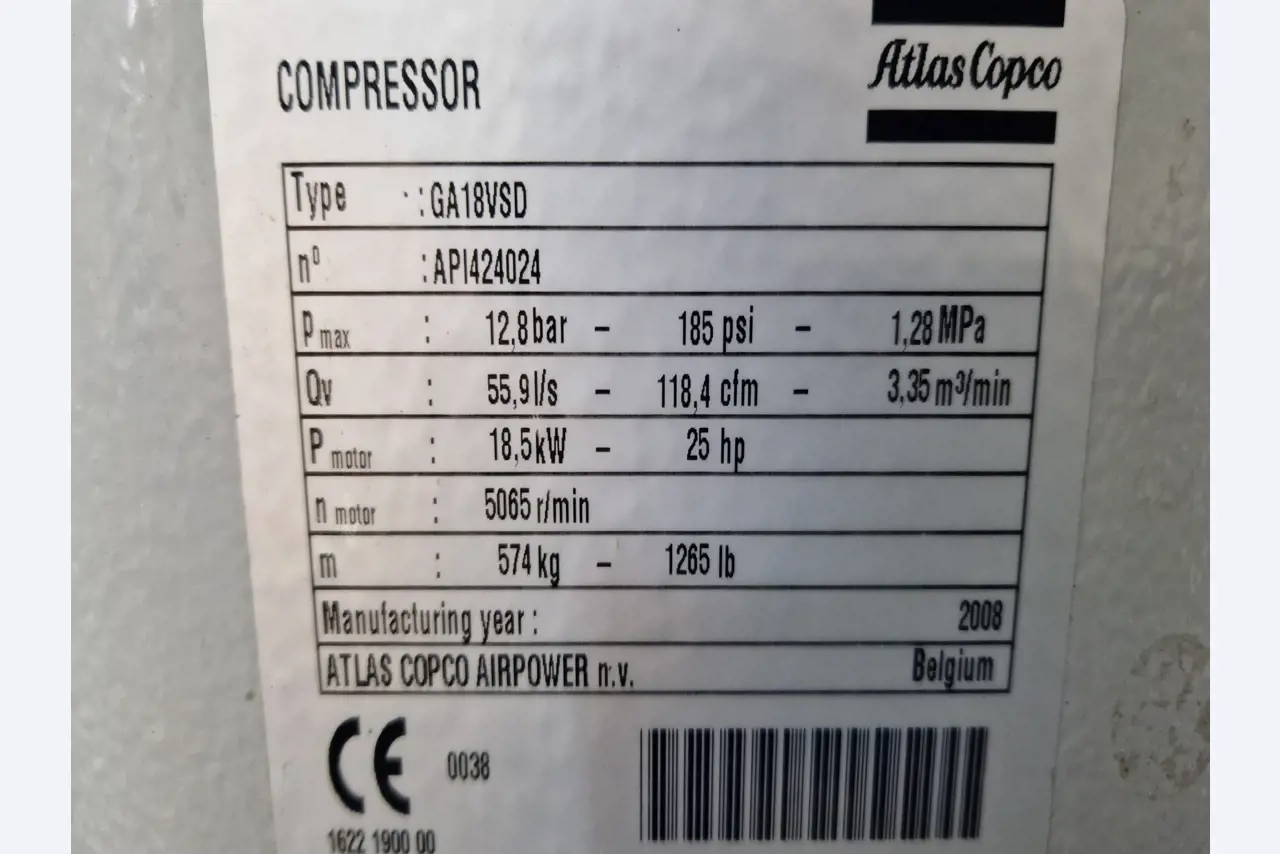 COMPRESSOR
Atlas Copco
Type : GA18VSD
nº : API424024
P max : 12,8 bar – 185 psi – 1,28 MPa
Qv : 55,9 l/s – 118,4 cfm – 3,35 m³/min
P motor : 18,5 kW – 25 hp
n motor : 5065 r/min
m : 574 kg – 1265 lb
Manufacturing year : 2008
ATLAS COPCO AIRPOWER n.v. Belgium
CE 0038
1622 1900 00